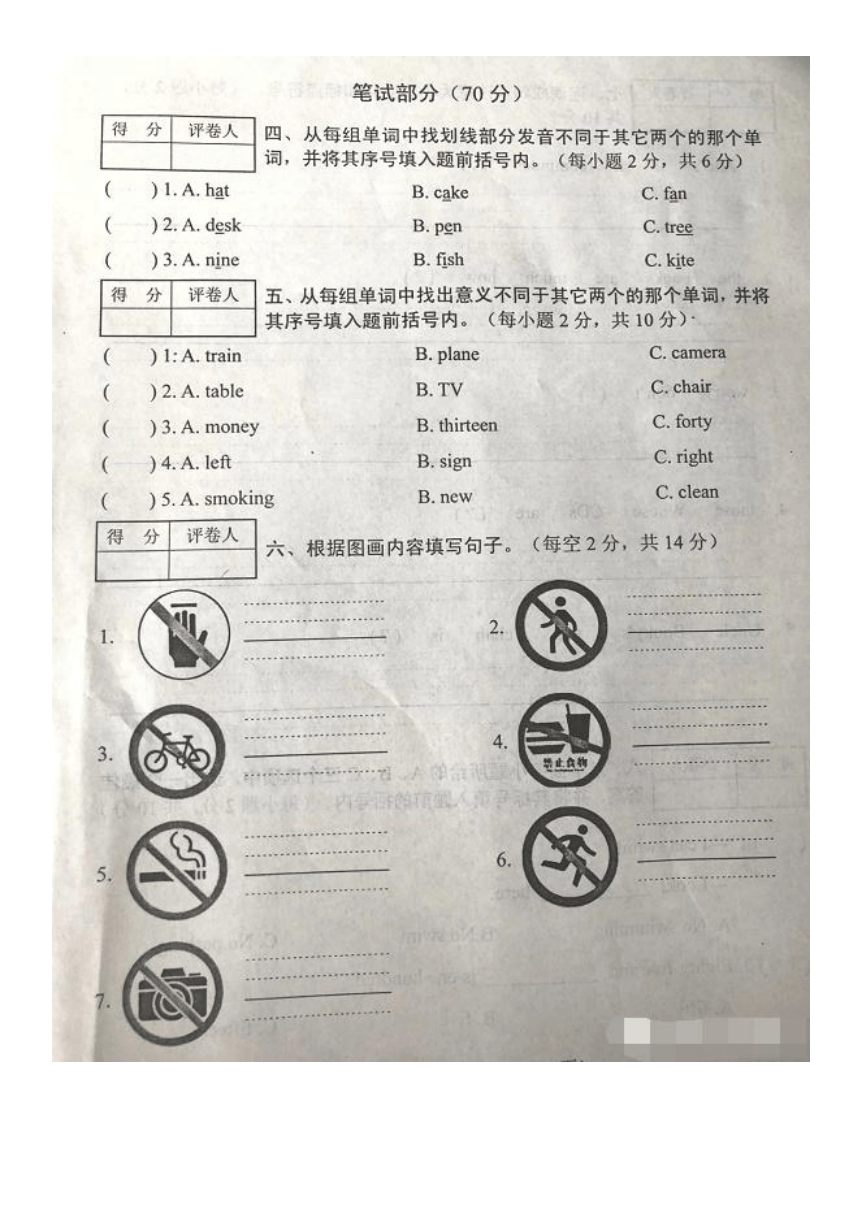 笔试部分（70 分）
得 分 评卷人
四、从每组单词中找划线部分发音不同于其它两个的那个单
词，并将其序号填入题前括号内。（每小题 2 分，共 6 分）
( ) 1. A. hat B. cake C. fan
( ) 2. A. desk B. pen C. tree
( ) 3. A. nine B. fish C. kite
得 分 评卷人
五、从每组单词中找出意义不同于其它两个的那个单词，并将
其序号填入题前括号内。（每小题 2 分，共 10 分）
( ) 1: A. train B. plane C. camera
( ) 2. A. table B. TV C. chair
( ) 3. A. money B. thirteen C. forty
( ) 4. A. left B. sign C. right
( ) 5. A. smoking B. new C. clean
得 分 评卷人
六、根据图画内容填写句子。（每空 2 分，共 14 分）
1. 2.
3. 4.
禁止食物
5. 6.
7.